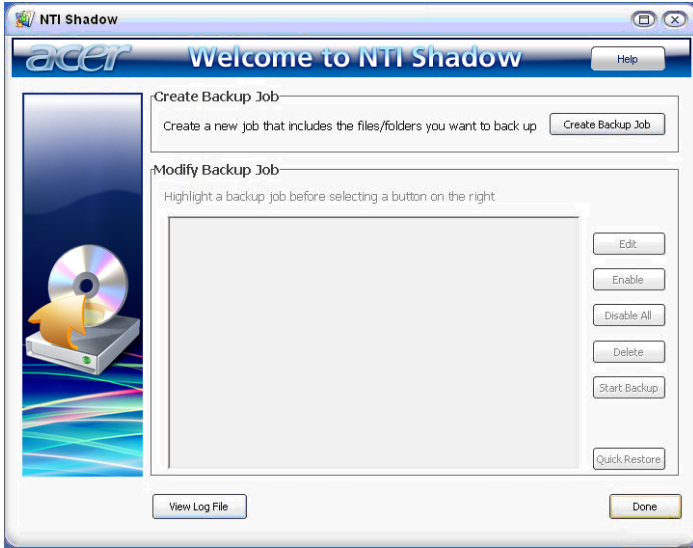 NTI Shadow
acer Welcome to NTI Shadow Help
Create Backup Job
Create a new job that includes the files/folders you want to back up Create Backup Job
Modify Backup Job
Highlight a backup job before selecting a button on the right
Edit
Enable
Disable All
Delete
Start Backup
Quick Restore
View Log File Done